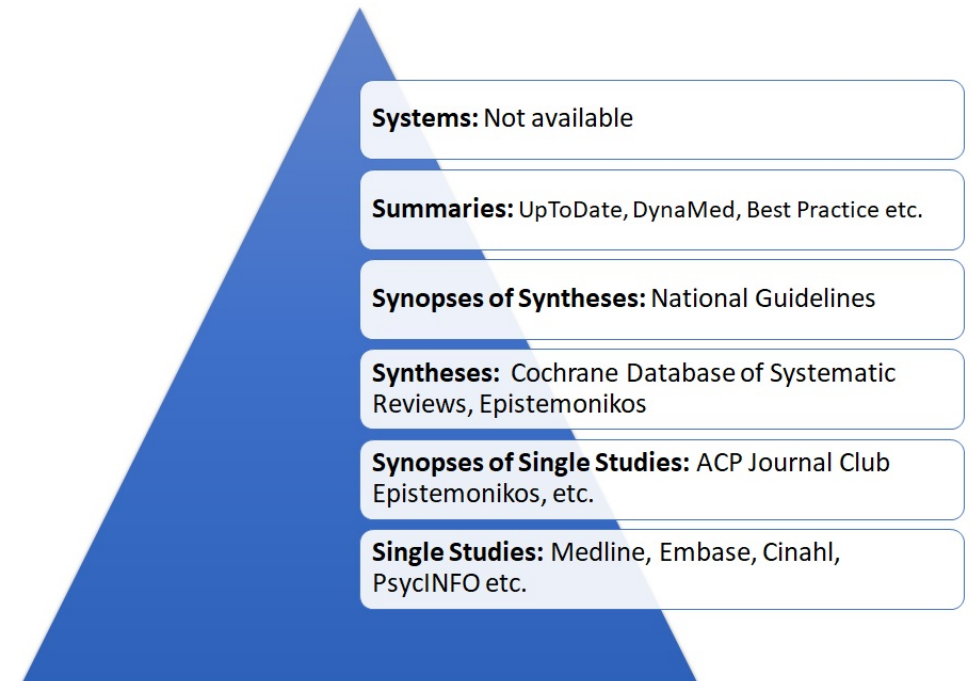 Systems: Not available
Summaries: UpToDate, DynaMed, Best Practice etc.
Synopses of Syntheses: National Guidelines
Syntheses: Cochrane Database of Systematic
Reviews, Epistemonikos
Synopses of Single Studies: ACP Journal Club
Epistemonikos, etc.
Single Studies: Medline, Embase, Cinahl,
PsycINFO etc.